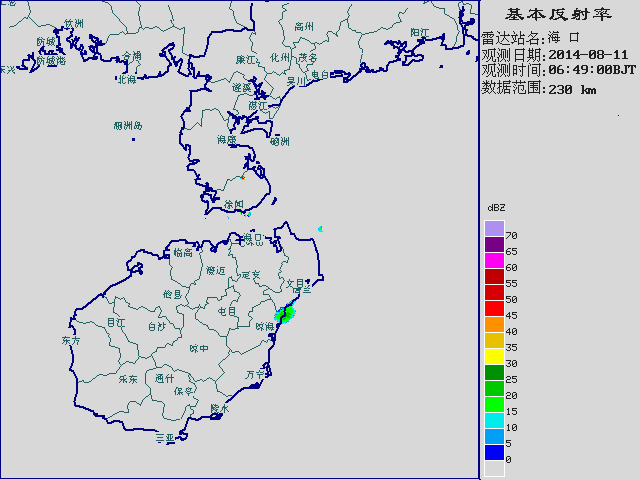 基本反射率
雷达站名:海 口
观测日期:2014-08-11
观测时间:06:49:00BJT
数据范围:230 km
dBZ
70
65
60
55
50
45
40
35
30
25
20
15
10
5
0
钦州
防城
防城港
合浦
北海
高州
阳江
廉江
化州
茂名
吴川
电白
遂溪
湛江
涠洲岛
海康
硇洲
徐闻
海口
临高
澄迈
定安
文昌
儋县
昌江
白沙
屯昌
琼海
东方
琼中
乐东
通什
万宁
保亭
陵水
三亚